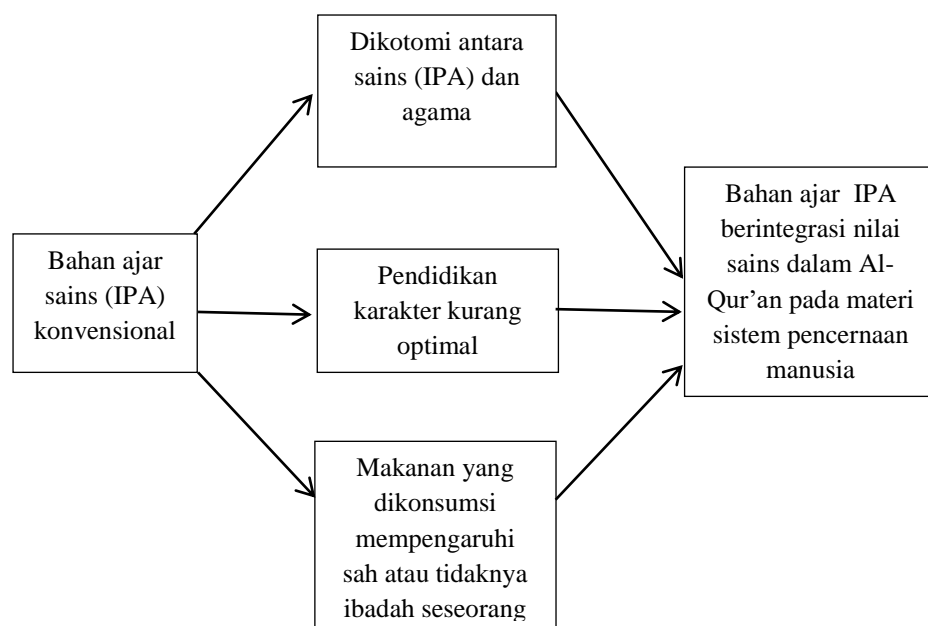 Dikotomi antara
sains (IPA) dan
agama
Bahan ajar
sains (IPA)
konvensional
Pendidikan
karakter kurang
optimal
Makanan yang
dikonsumsi
mempengaruhi
sah atau tidaknya
ibadah seseorang
Bahan ajar  IPA
berintegrasi nilai
sains dalam Al-
Qur’an pada materi
sistem pencernaan
manusia